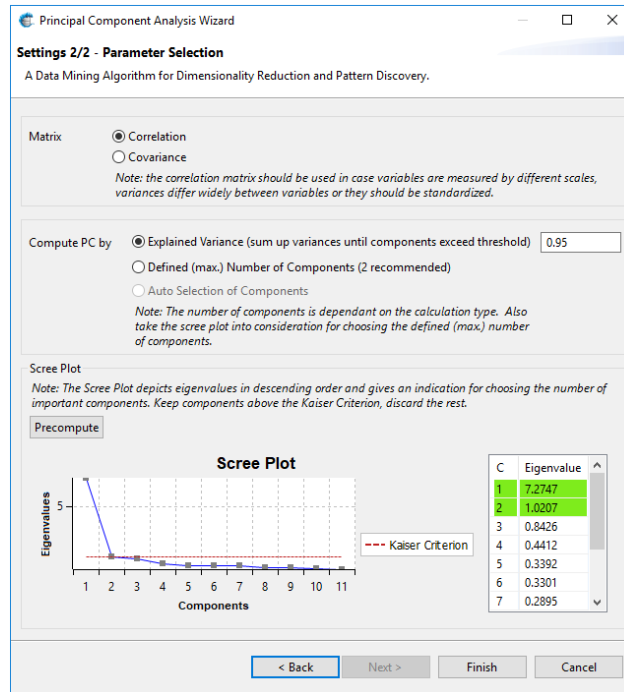 Principal Component Analysis Wizard
Settings 2/2 - Parameter Selection
A Data Mining Algorithm for Dimensionality Reduction and Pattern Discovery.
Matrix
Correlation
Covariance
Note: the correlation matrix should be used in case variables are measured by different scales,
variances differ widely between variables or they should be standardized.
Compute PC by
Explained Variance (sum up variances until components exceed threshold) 0.95
Defined (max.) Number of Components (2 recommended)
Auto Selection of Components
Note: The number of components is dependant on the calculation type. Also
take the scree plot into consideration for choosing the defined (max.) number
of components.
Scree Plot
Note: The Scree Plot depicts eigenvalues in descending order and gives an indication for choosing the number of
important components. Keep components above the Kaiser Criterion, discard the rest.
Precompute
Scree Plot
Eigenvalues
5
1 2 3 4 5 6 7 8 9 10 11
Components
Kaiser Criterion
C Eigenvalue
1 7.2747
2 1.0207
3 0.8426
4 0.4412
5 0.3392
6 0.3301
7 0.2895
< Back
Next >
Finish
Cancel